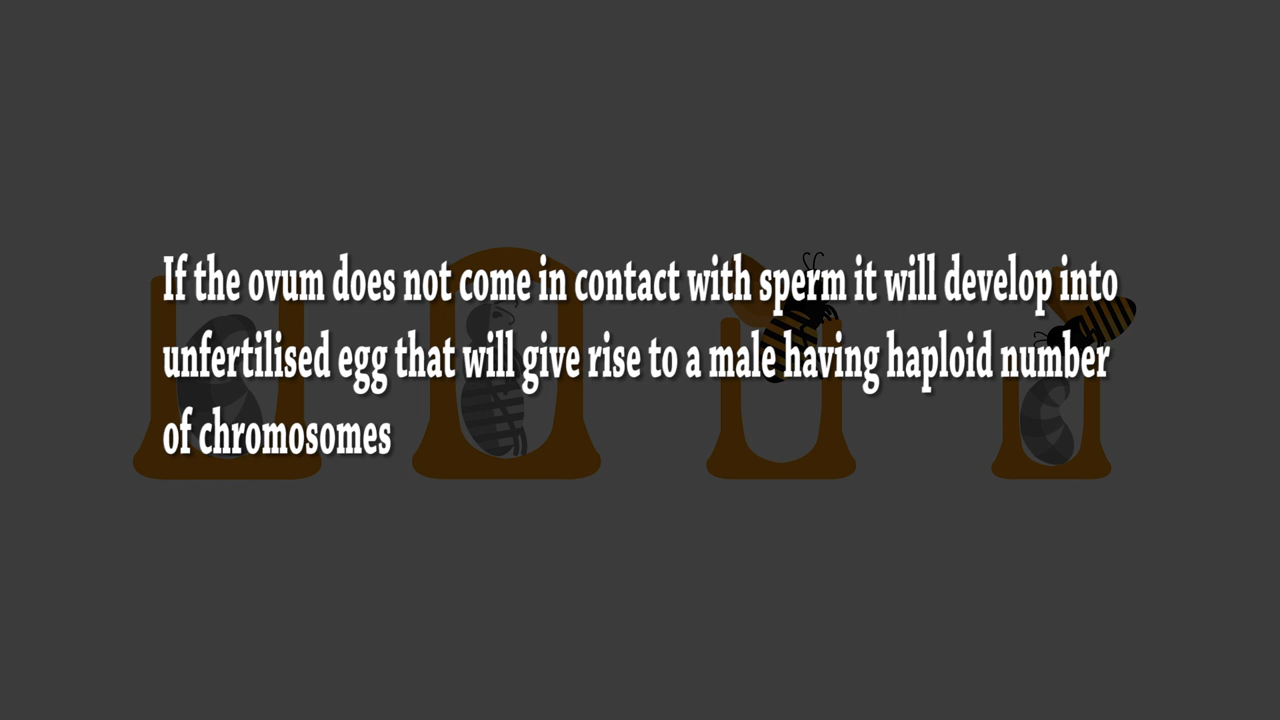 If the ovum does not come in contact with sperm it will develop into
unfertilised egg that will give rise to a male having haploid number
of chromosomes